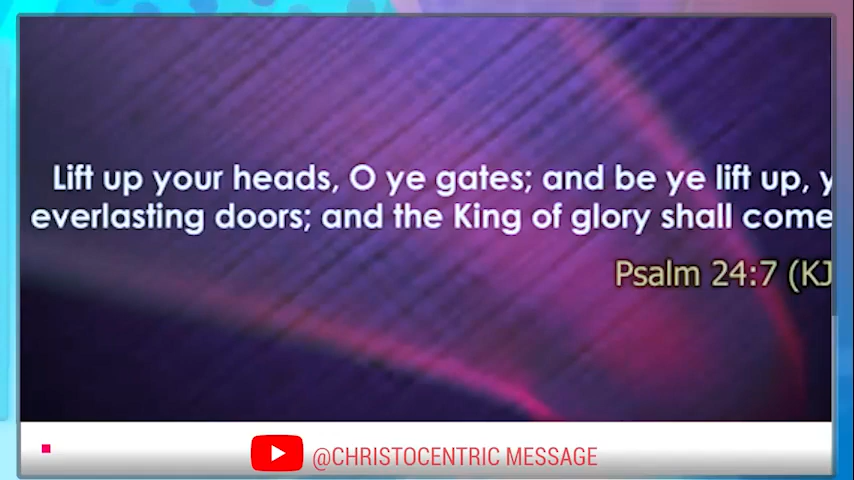 Lift up your heads, O ye gates; and be ye lift up, y
everlasting doors; and the King of glory shall come
Psalm 24:7 (KJ
@CHRISTOCENTRIC MESSAGE